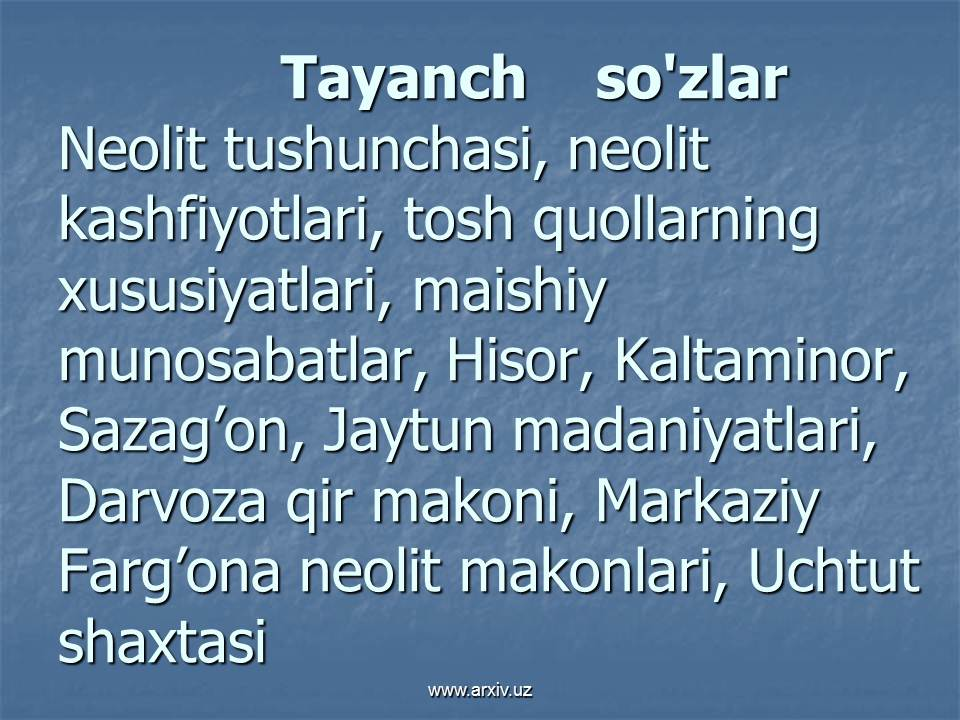 Tayanch so'zlar
Neolit tushunchasi, neolit
kashfiyotlari, tosh quollarning
xususiyatlari, maishiy
munosabatlar, Hisor, Kaltaminor,
Sazag’on, Jaytun madaniyatlari,
Darvoza qir makoni, Markaziy
Farg’ona neolit makonlari, Uchtut
shaxtasi
www.arxiv.uz